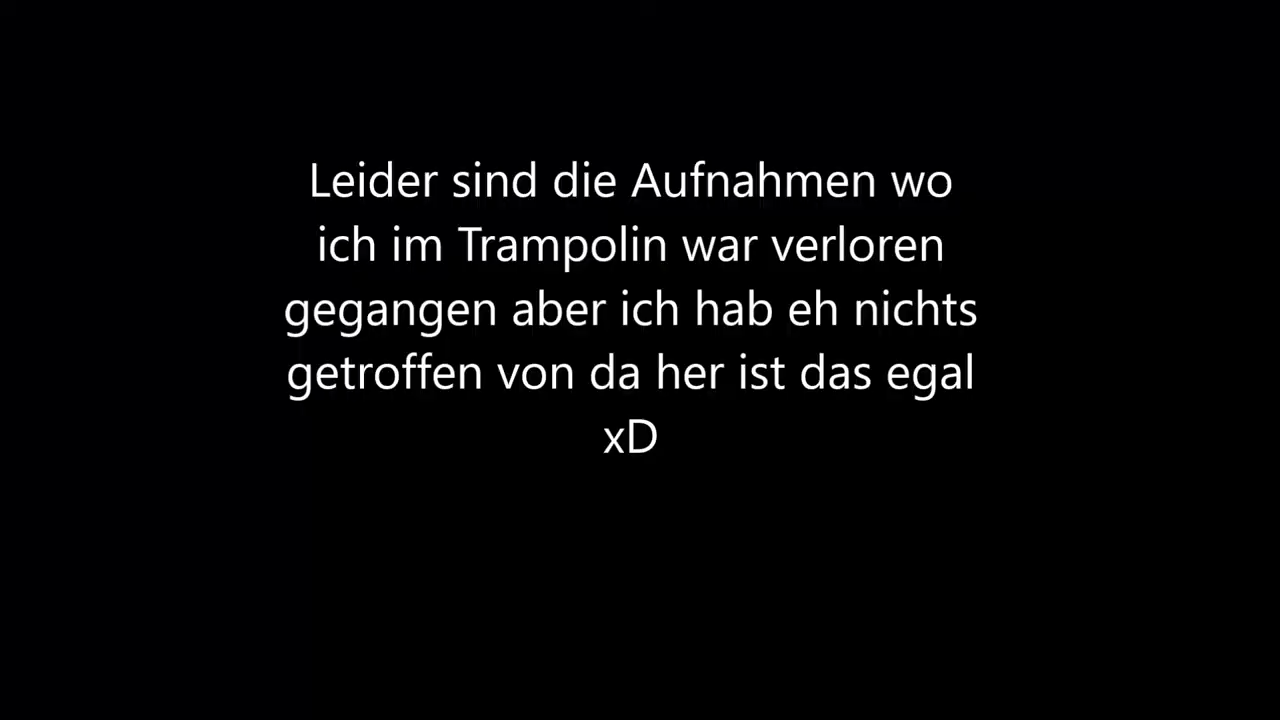 Leider sind die Aufnahmen wo
ich im Trampolin war verloren
gegangen aber ich hab eh nichts
getroffen von da her ist das egal
xD